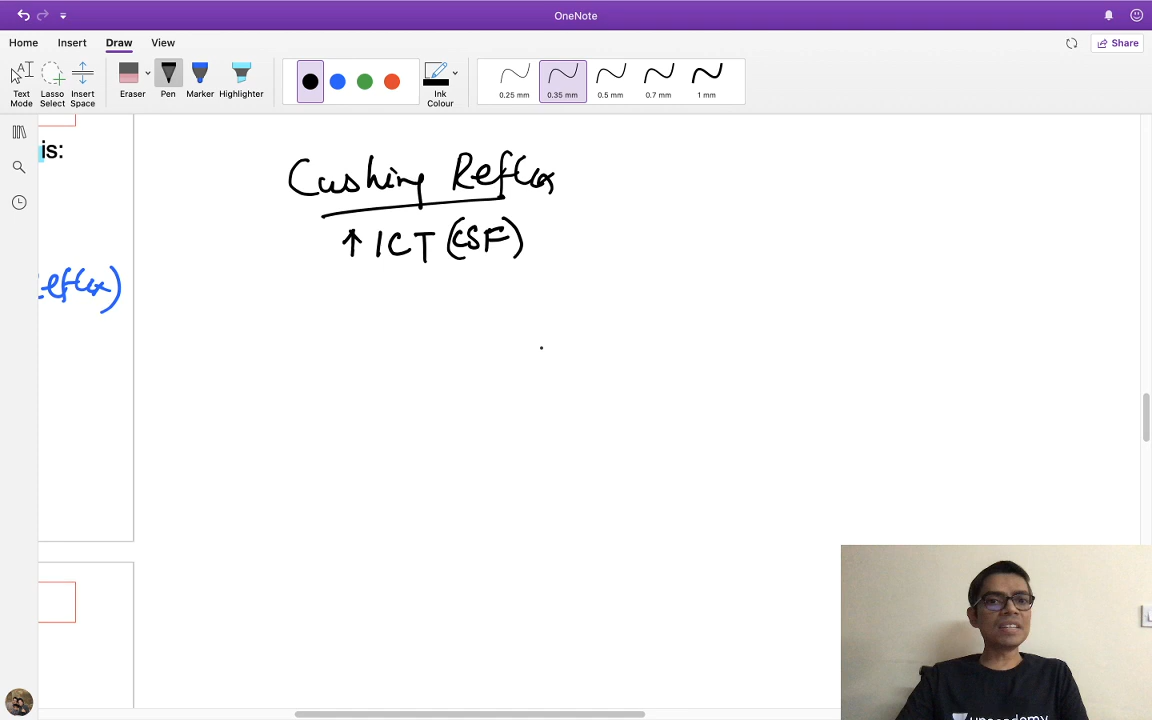 OneNote
Home Insert Draw View
Share
Text Mode
Lasso Select
Insert Space
Eraser
Pen
Marker
Highlighter
Ink Colour
0.25 mm
0.35 mm
0.5 mm
0.7 mm
1 mm
is:
Cushing Reflex
↑ ICT (CSF)
Reflex)